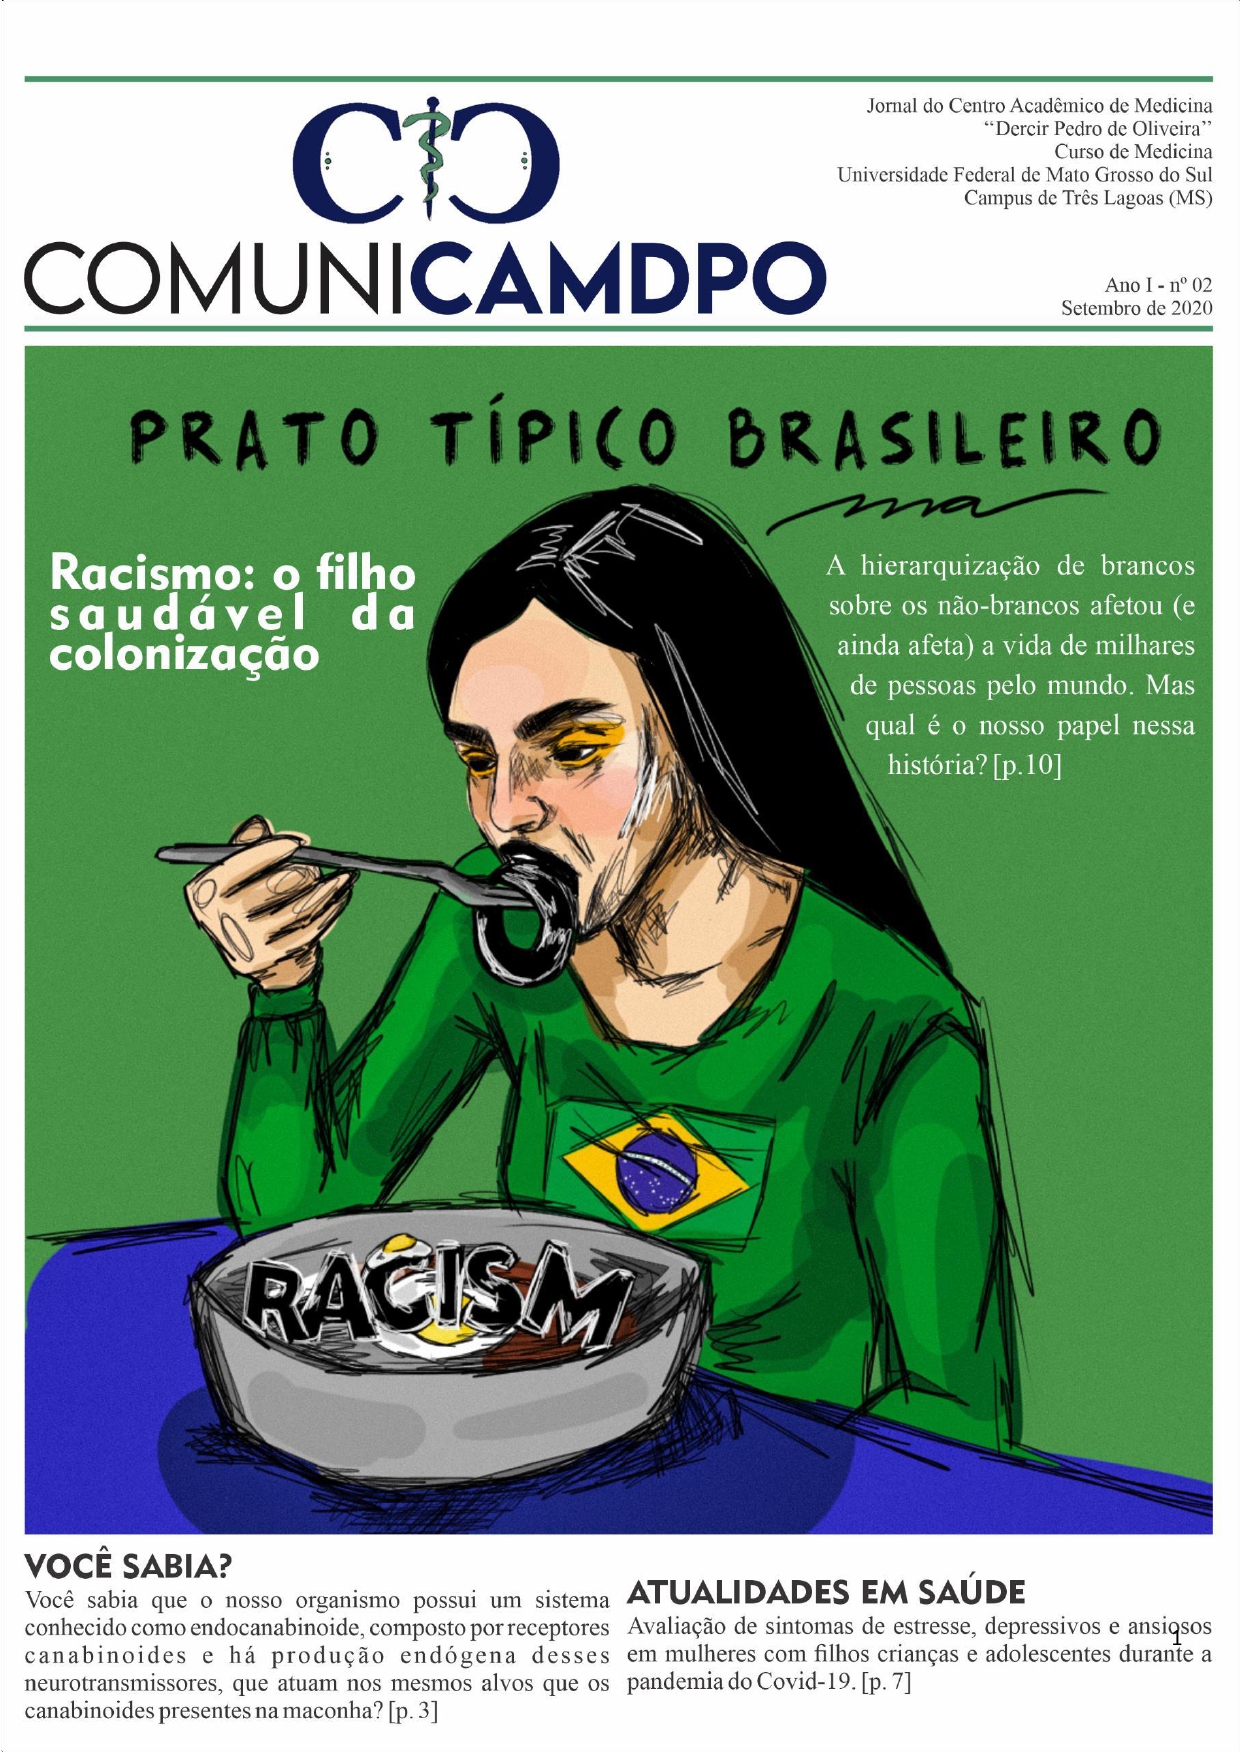 Jornal do Centro Acadêmico de Medicina
‘‘Dercir Pedro de Oliveira’’
Curso de Medicina
Universidade Federal de Mato Grosso do Sul
Campus de Três Lagoas (MS)
COMUNICAMDPO
Ano I - nº 02
Setembro de 2020
PRATO TÍPICO BRASILEIRO
Racismo: o filho
saudável da
colonização
A hierarquização de brancos
sobre os não-brancos afetou (e
ainda afeta) a vida de milhares
de pessoas pelo mundo. Mas
qual é o nosso papel nessa
história? [p.10]
RACISM
VOCÊ SABIA?
Você sabia que o nosso organismo possui um sistema
conhecido como endocanabinoide, composto por receptores
canabinoides e há produção endógena desses
neurotransmissores, que atuam nos mesmos alvos que os
canabinoides presentes na maconha? [p. 3]
ATUALIDADES EM SAÚDE
Avaliação de sintomas de estresse, depressivos e ansiosos
em mulheres com filhos crianças e adolescentes durante a
pandemia do Covid-19. [p. 7]
1